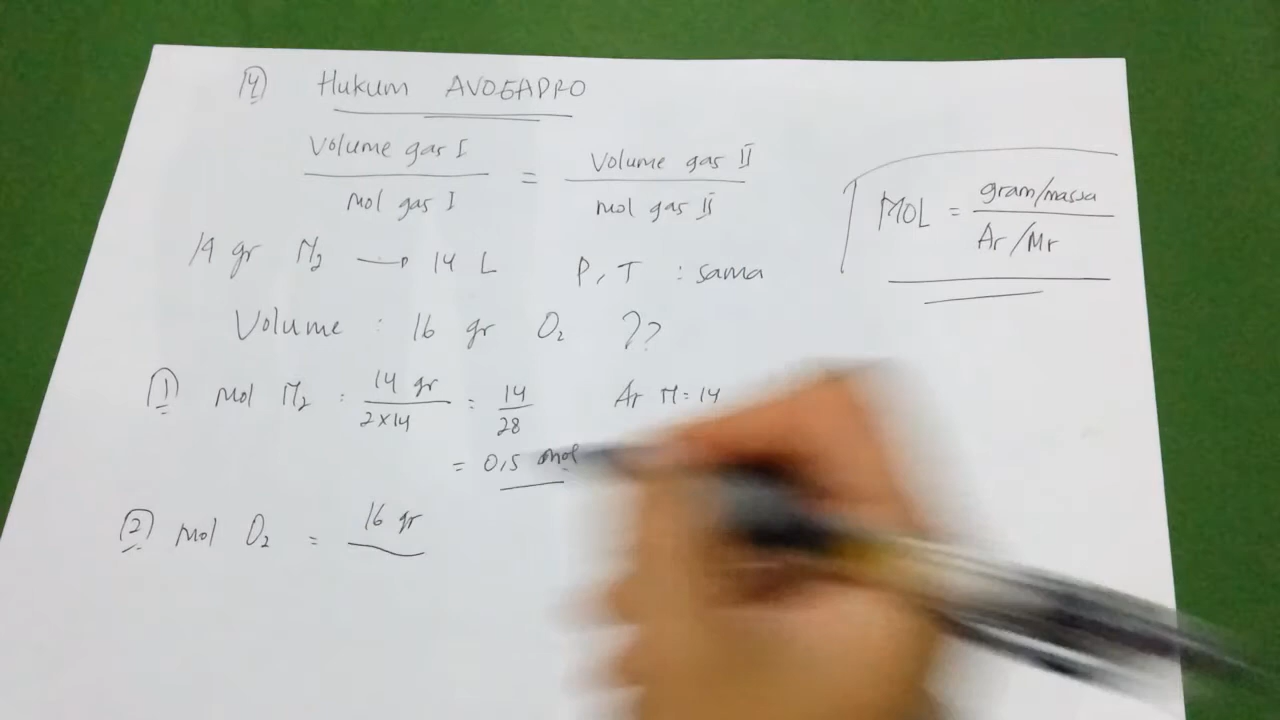 4) Hukum AVOGADRO
Volume gas I / mol gas I = Volume gas II / mol gas II
MOL = gram/massa / Ar/Mr
14 gr N₂ → 14 L P, T : sama
Volume : 16 gr O₂ ??
① mol N₂ : 14 gr / 2x14 = 14 / 28 Ar N = 14
= 0,5 mol
② mol O₂ = 16 gr